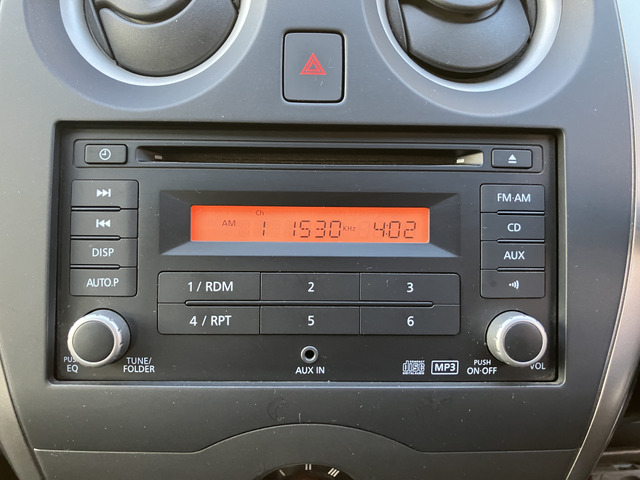 AM Ch 1 1530 KHz 4:02
FM·AM
CD
DISP
AUX
AUTO.P
1 / RDM 2 3
4 / RPT 5 6
PUSH EQ
TUNE/
FOLDER
AUX IN
MP3
PUSH
ON·OFF
VOL